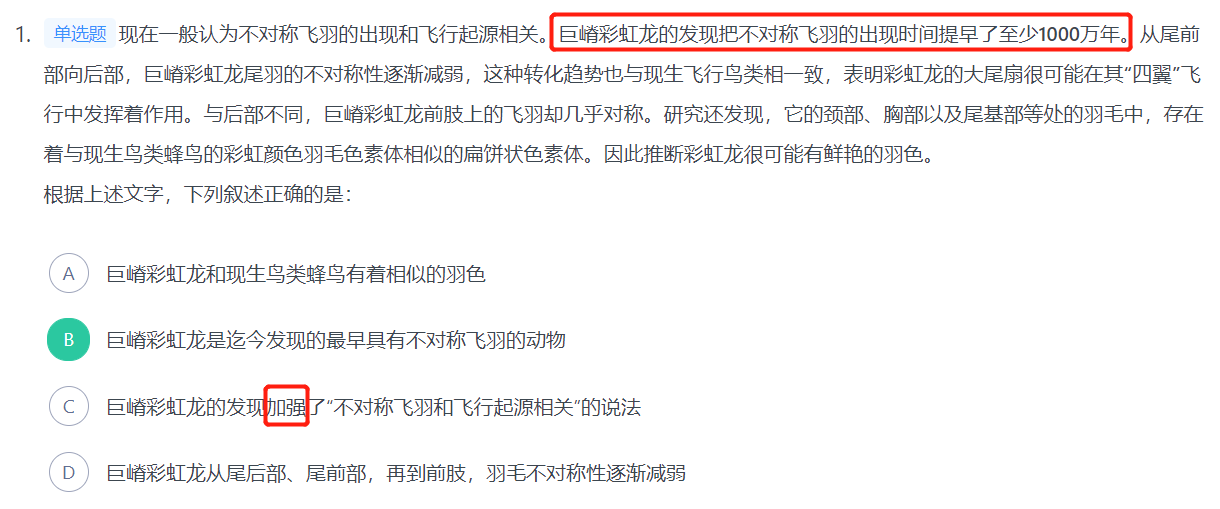 1. 单选题 现在一般认为不对称飞羽的出现和飞行起源相关。巨嵴彩虹龙的发现把不对称飞羽的出现时间提早了至少1000万年。从尾前
部向后部，巨嵴彩虹龙尾羽的不对称性逐渐减弱，这种转化趋势也与现生飞行鸟类相一致，表明彩虹龙的大尾扇很可能在其“四翼”飞
行中发挥着作用。与后部不同，巨嵴彩虹龙前肢上的飞羽却几乎对称。研究还发现，它的颈部、胸部以及尾基部等处的羽毛中，存在
着与现生鸟类蜂鸟的彩虹颜色羽毛色素体相似的扁饼状色素体。因此推断彩虹龙很可能有鲜艳的羽色。
根据上述文字，下列叙述正确的是：
A 巨嵴彩虹龙和现生鸟类蜂鸟有着相似的羽色
B 巨嵴彩虹龙是迄今发现的最早具有不对称飞羽的动物
C 巨嵴彩虹龙的发现加强了“不对称飞羽和飞行起源相关”的说法
D 巨嵴彩虹龙从尾后部、尾前部，再到前肢，羽毛不对称性逐渐减弱